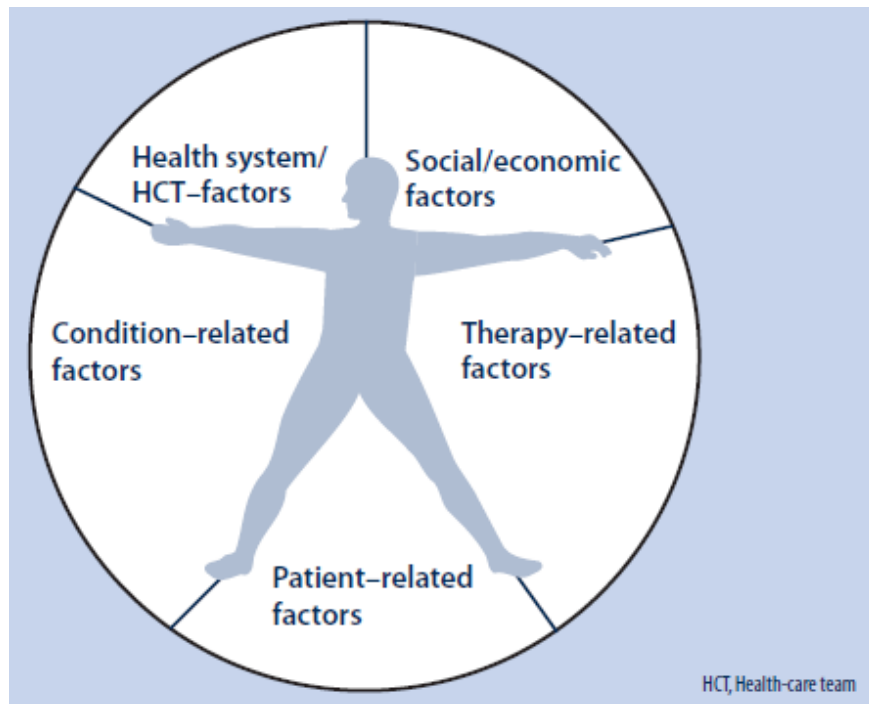 Health system/
HCT–factors
Social/economic
factors
Condition–related
factors
Therapy–related
factors
Patient–related
factors
HCT, Health-care team